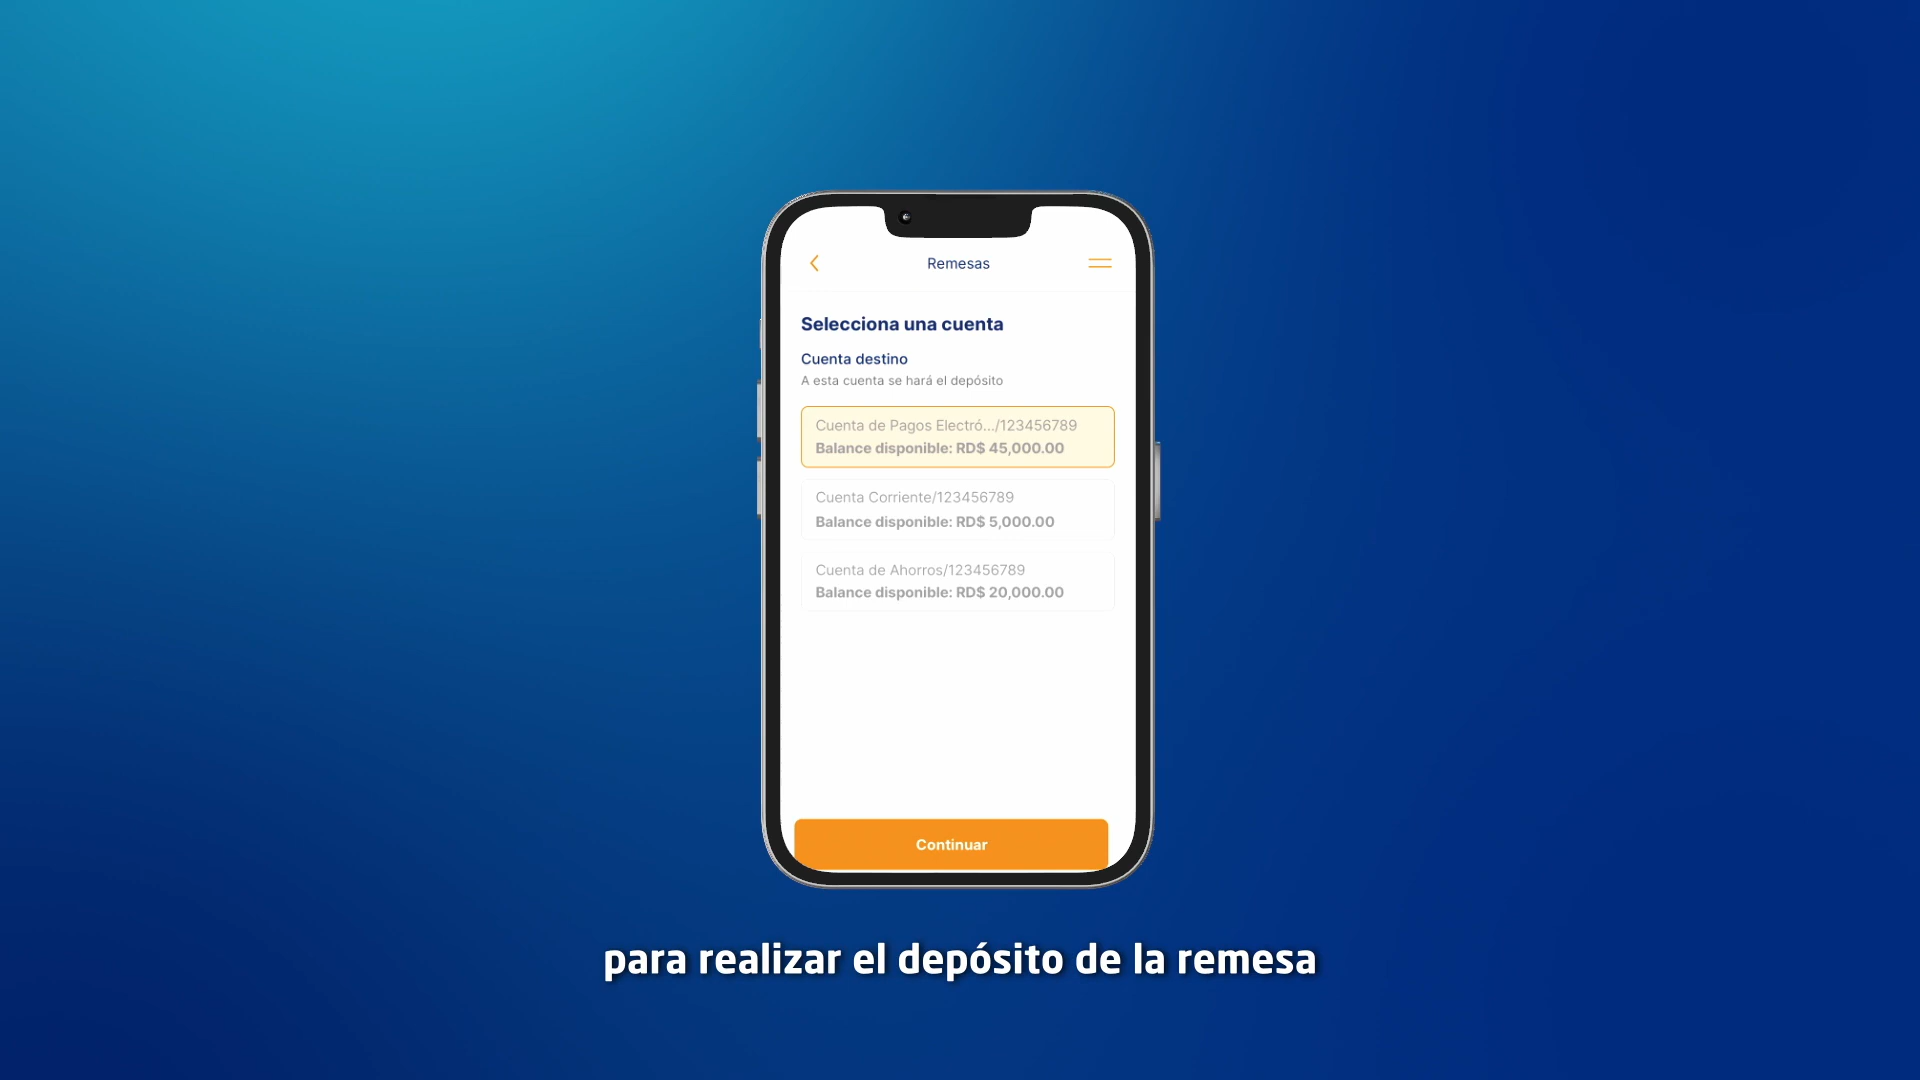 Remesas
Selecciona una cuenta
Cuenta destino
A esta cuenta se hará el depósito
Cuenta de Pagos Electró.../123456789
Balance disponible: RD$ 45,000.00
Cuenta Corriente/123456789
Balance disponible: RD$ 5,000.00
Cuenta de Ahorros/123456789
Balance disponible: RD$ 20,000.00
Continuar
para realizar el depósito de la remesa